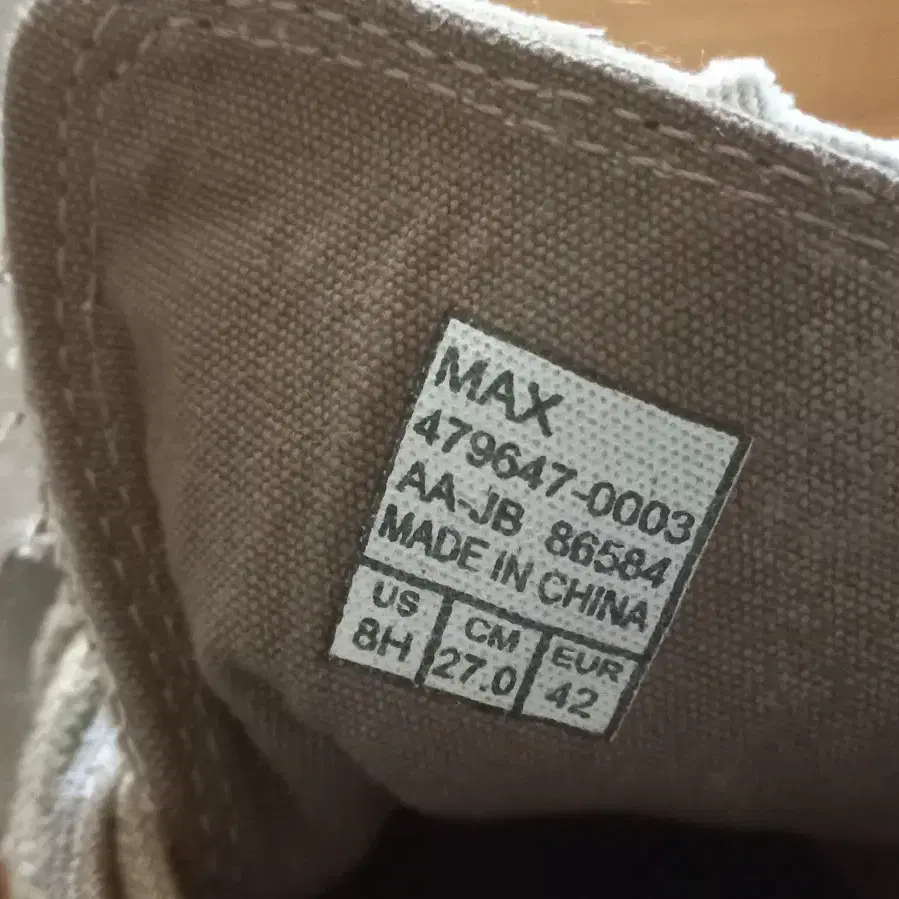 MAX
479647-0003
AA-JB 86584
MADE IN CHINA
US CM EUR
8H 27.0 42